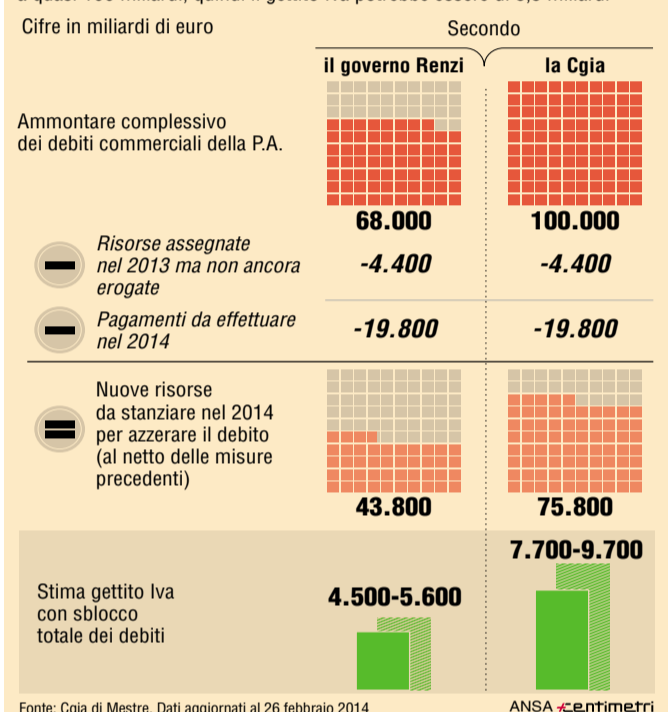 Cifre in miliardi di euro
Secondo
il governo Renzi
la Cgia
Ammontare complessivo
dei debiti commerciali della P.A.
68.000
100.000
Risorse assegnate
nel 2013 ma non ancora
erogate
-4.400
-4.400
Pagamenti da effettuare
nel 2014
-19.800
-19.800
Nuove risorse
da stanziare nel 2014
per azzerare il debito
(al netto delle misure
precedenti)
43.800
75.800
Stima gettito Iva
con sblocco
totale dei debiti
4.500-5.600
7.700-9.700
Fonte: Cgia di Mestre. Dati aggiornati al 26 febbraio 2014
ANSA centimetri